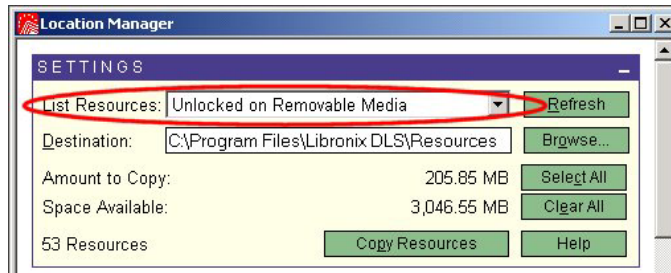 Location Manager
SETTINGS
List Resources: Unlocked on Removable Media Refresh
Destination: C:\Program Files\Libronix DLS\Resources Browse...
Amount to Copy: 205.85 MB Select All
Space Available: 3,046.55 MB Clear All
53 Resources Copy Resources Help